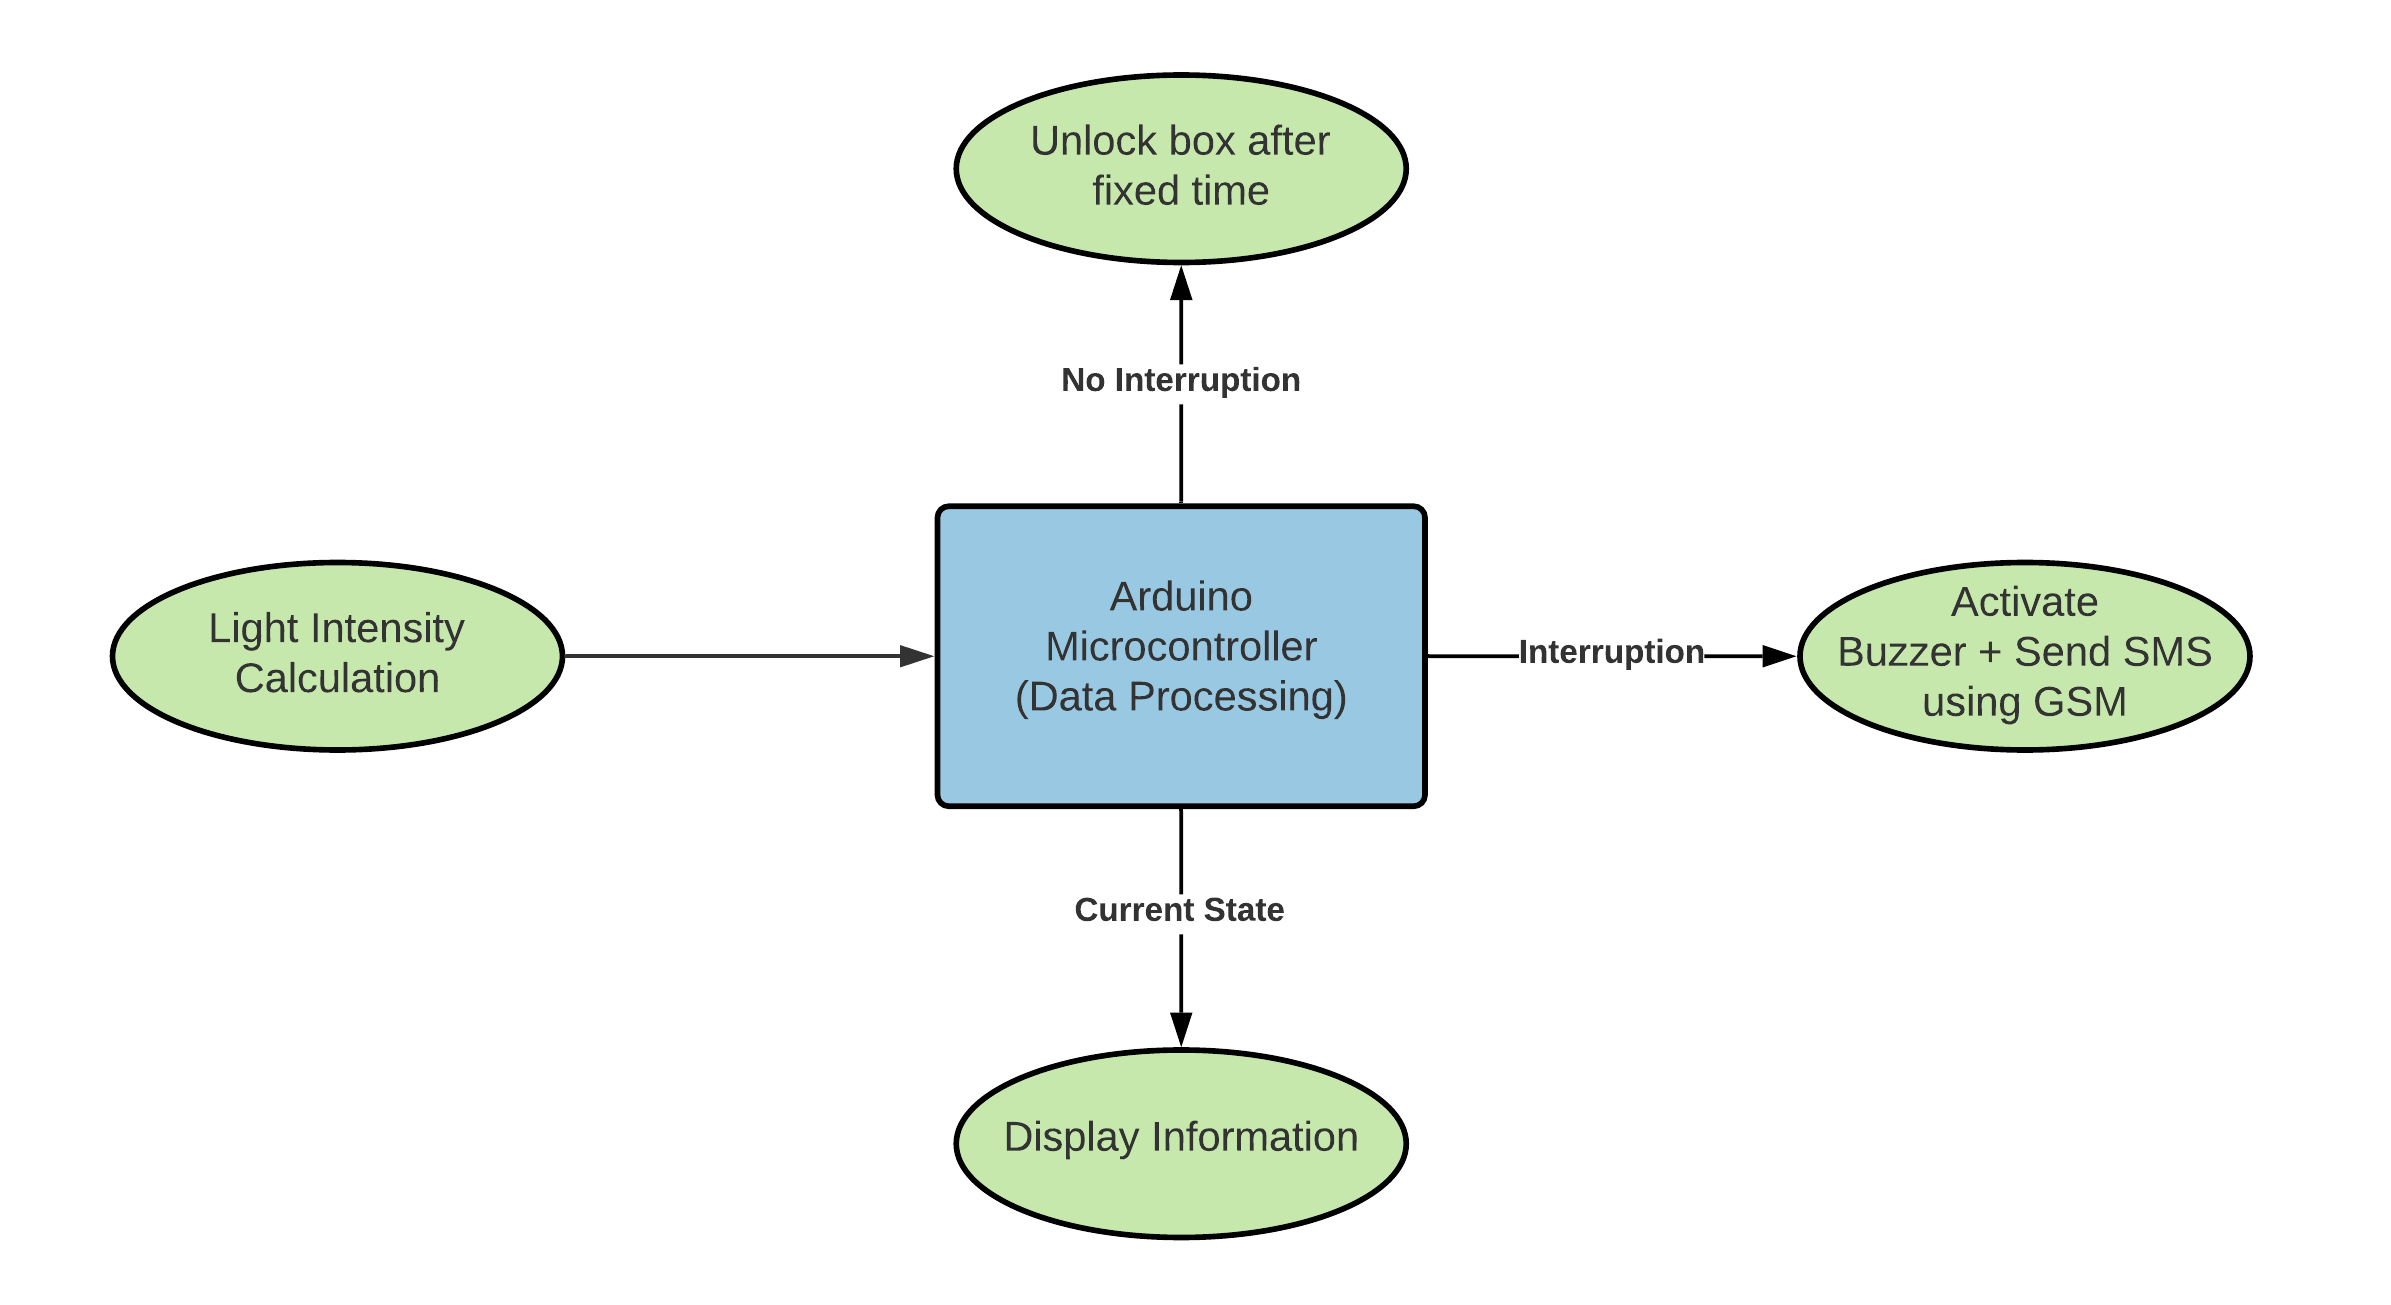 Unlock box after
fixed time
No Interruption
Light Intensity
Calculation
Arduino
Microcontroller
(Data Processing)
Interruption
Activate
Buzzer + Send SMS
using GSM
Current State
Display Information